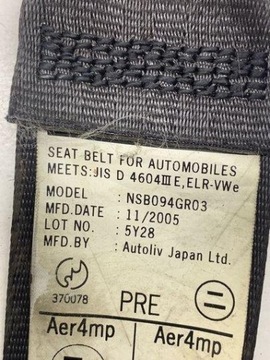 SEAT BELT FOR AUTOMOBILES
MEETS:JIS D 4604ⅢE,ELR-VWe
MODEL : NSB094GR03
MFD.DATE : 11/2005
LOT NO. : 5Y28
MFD.BY : Autoliv Japan Ltd.
370078
PRE
Aer4mp Aer4mp